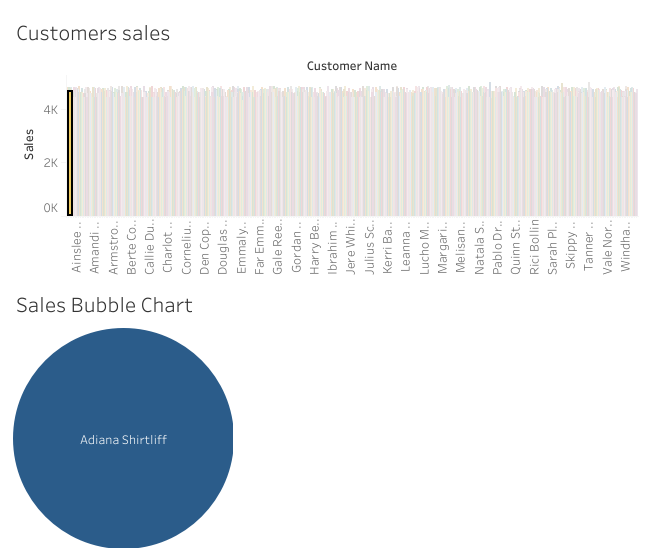 Customers sales
Customer Name
Sales
4K
2K
0K
Ainslee ..
Amandi ..
Armstro..
Berte Co..
Callie Du..
Charlot ..
Corneliu..
Den Cop..
Douglas ..
Emmaly..
Far Emm..
Gale Ree..
Gordan ..
Harry Be..
Ibrahim ..
Jere Whi..
Julius Sc..
Kerri Ba..
Leanna ..
Lucho M..
Margari..
Melisan..
Natala S..
Pablo Dr..
Quinn St..
Rici Bollin
Sarah Pl..
Skippy ..
Tanner ..
Vale Nor..
Windha..
Sales Bubble Chart
Adiana Shirtliff